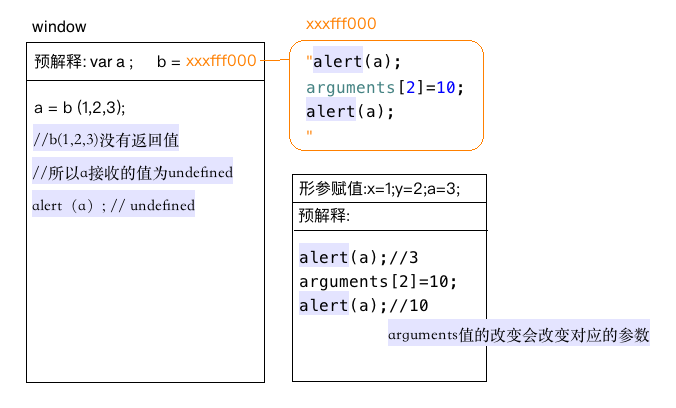 window
预解释: var a ; b = xxxfff000
a = b (1,2,3);
//b(1,2,3)没有返回值
//所以a接收的值为undefined
alert（a）; // undefined
xxxfff000
"alert(a);
arguments[2]=10;
alert(a);
"
形参赋值:x=1;y=2;a=3;
预解释:
alert(a);//3
arguments[2]=10;
alert(a);//10
arguments值的改变会改变对应的参数